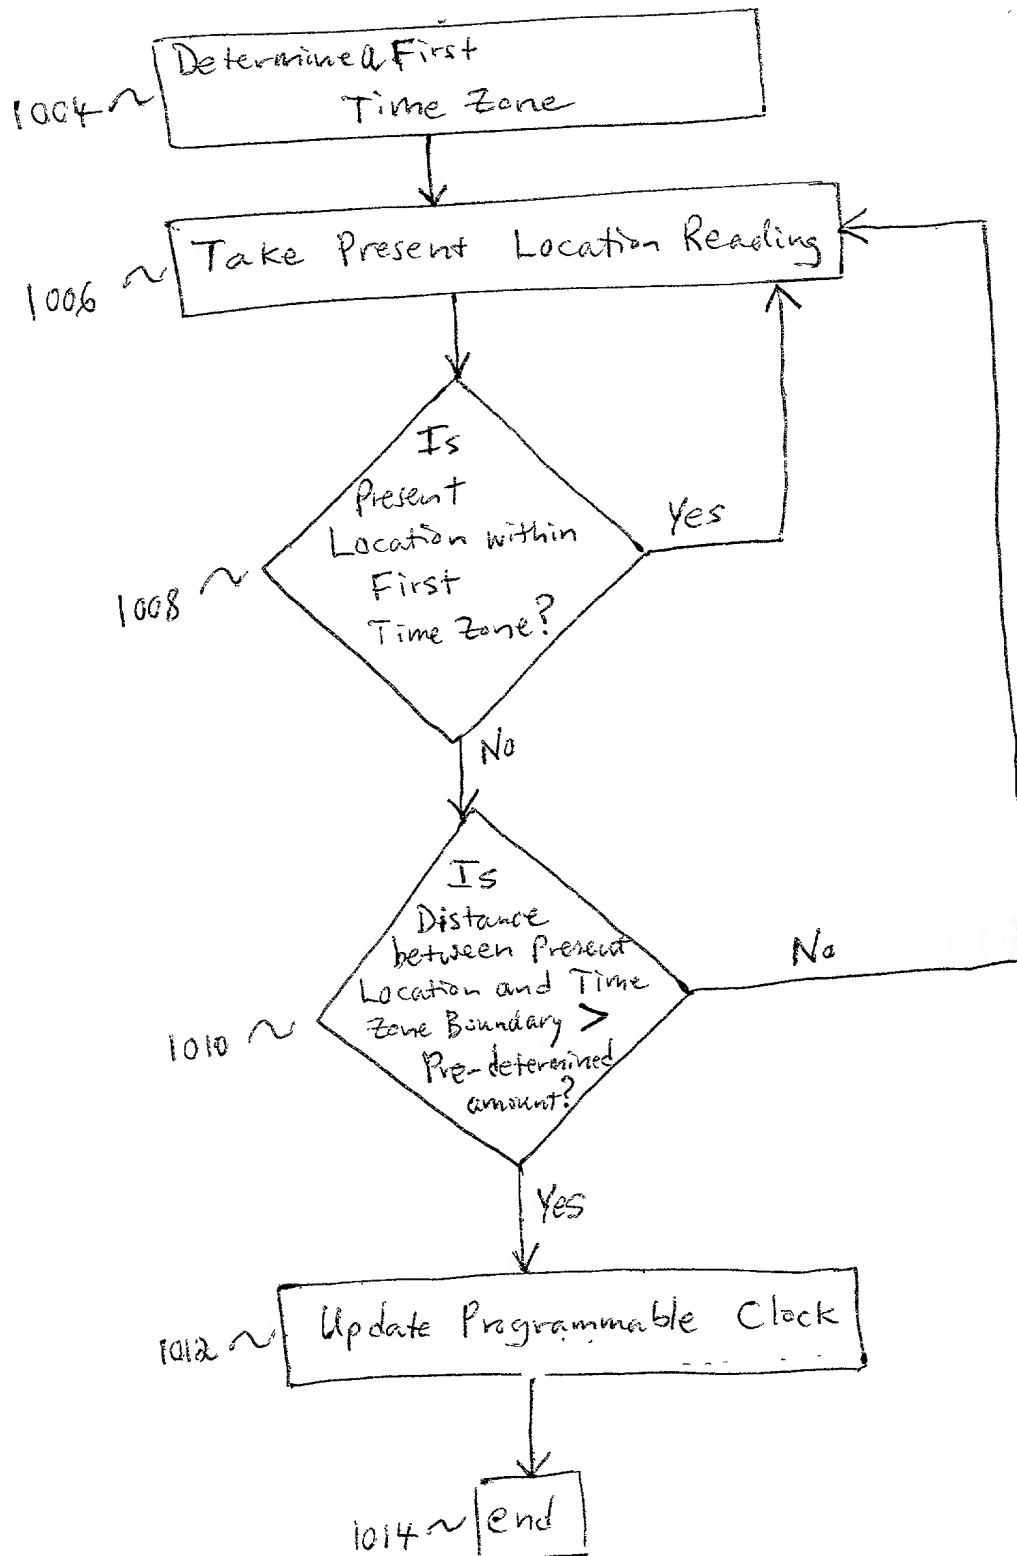 Determine a First
Time Zone
1004
Take Present Location Reading
1006
Is
Present
Location within
First
Time Zone?
Yes
1008
No
Is
Distance
between Present
Location and Time
Zone Boundary >
Pre-determined
amount?
No
1010
Yes
Update Programmable Clock
1012
end
1014